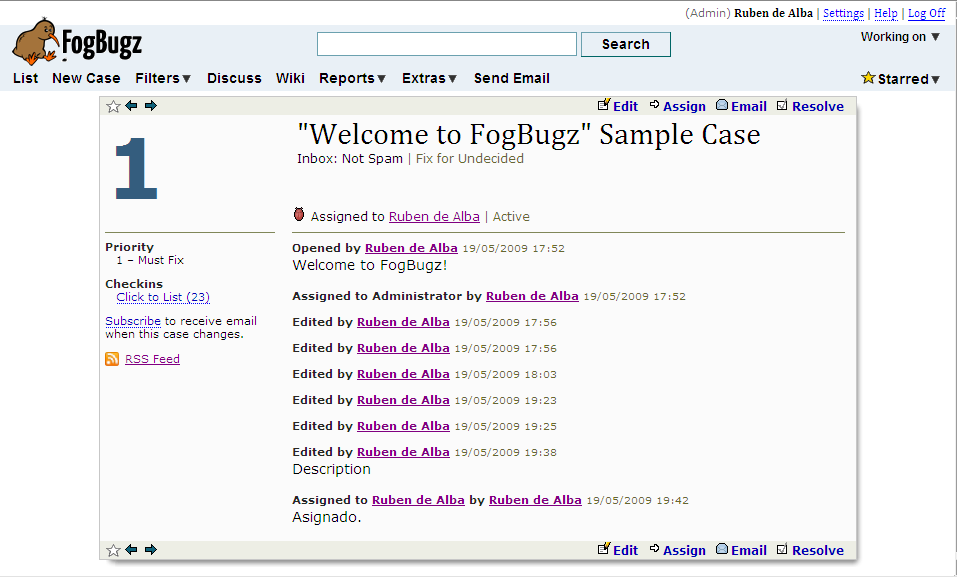 (Admin) Ruben de Alba | Settings | Help | Log Off
FogBugz
Search
Working on ▼
List New Case Filters▼ Discuss Wiki Reports▼ Extras▼ Send Email
Starred▼
Edit Assign Email Resolve
1
"Welcome to FogBugz" Sample Case
Inbox: Not Spam | Fix for Undecided
Assigned to Ruben de Alba | Active
Priority
1 – Must Fix
Checkins
Click to List (23)
Subscribe to receive email
when this case changes.
RSS Feed
Opened by Ruben de Alba 19/05/2009 17:52
Welcome to FogBugz!
Assigned to Administrator by Ruben de Alba 19/05/2009 17:52
Edited by Ruben de Alba 19/05/2009 17:56
Edited by Ruben de Alba 19/05/2009 17:56
Edited by Ruben de Alba 19/05/2009 18:03
Edited by Ruben de Alba 19/05/2009 19:23
Edited by Ruben de Alba 19/05/2009 19:25
Edited by Ruben de Alba 19/05/2009 19:38
Description
Assigned to Ruben de Alba by Ruben de Alba 19/05/2009 19:42
Asignado.
Edit Assign Email Resolve